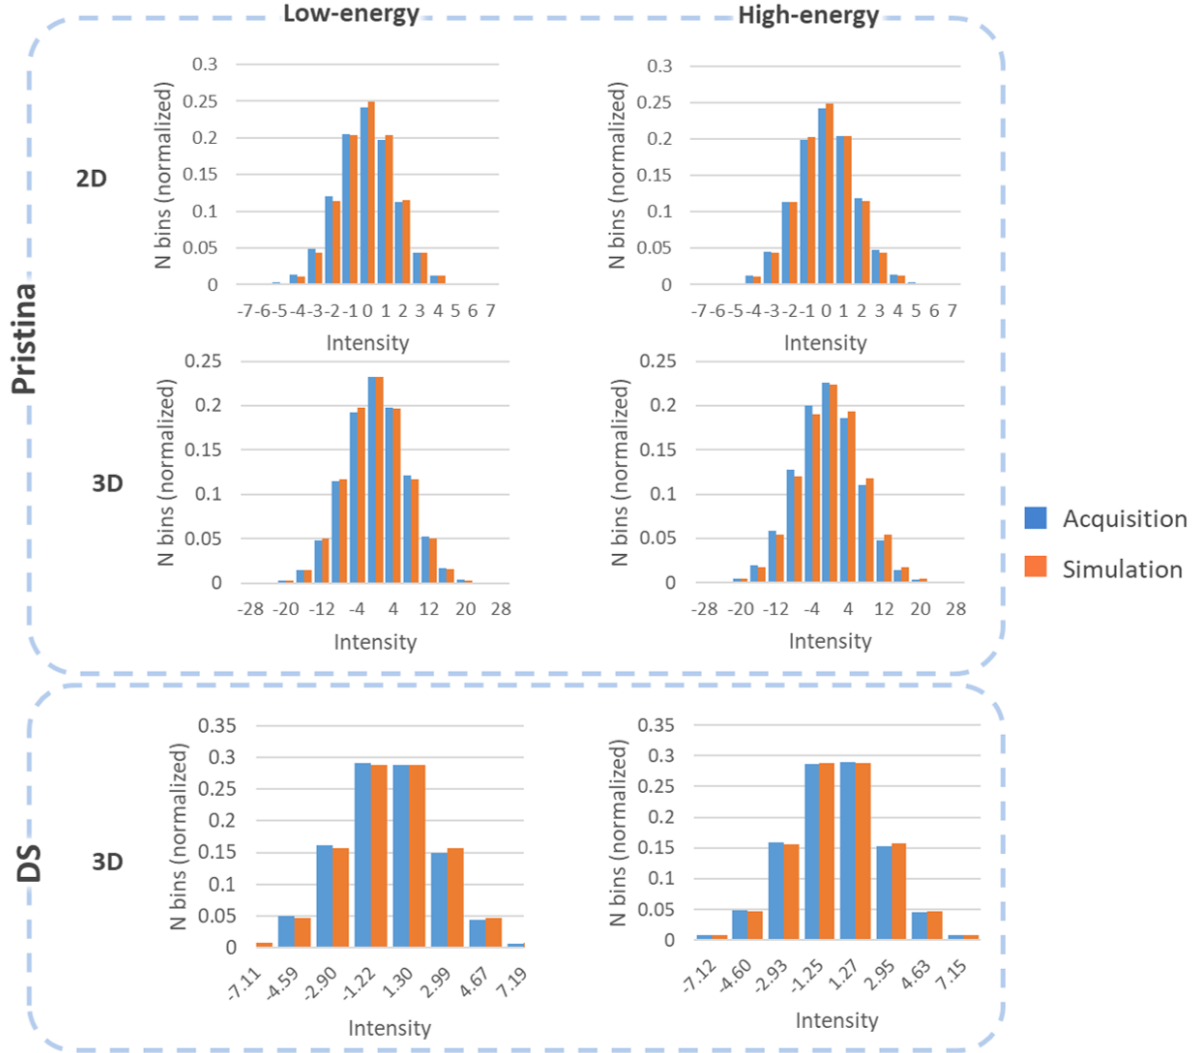 Low-energy
High-energy
Pristina
2D
N bins (normalized)
0.3
0.25
0.2
0.15
0.1
0.05
0
-7 -6 -5 -4 -3 -2 -1 0 1 2 3 4 5 6 7
Intensity
N bins (normalized)
0.3
0.25
0.2
0.15
0.1
0.05
0
-7 -6 -5 -4 -3 -2 -1 0 1 2 3 4 5 6 7
Intensity
3D
N bins (normalized)
0.25
0.2
0.15
0.1
0.05
0
-28 -20 -12 -4 4 12 20 28
Intensity
N bins (normalized)
0.25
0.2
0.15
0.1
0.05
0
-28 -20 -12 -4 4 12 20 28
Intensity
Acquisition
Simulation
DS
3D
N bins (normalized)
0.35
0.3
0.25
0.2
0.15
0.1
0.05
0
-7.11 -4.59 -2.90 -1.22 1.30 2.99 4.67 7.19
Intensity
N bins (normalized)
0.35
0.3
0.25
0.2
0.15
0.1
0.05
0
-7.12 -4.60 -2.93 -1.25 1.27 2.95 4.63 7.15
Intensity